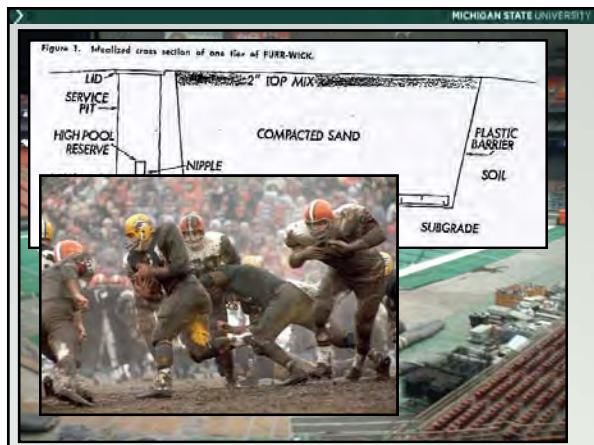 MICHIGAN STATE UNIVERSITY
Figure 1. Idealized cross section of one tier of PURR-WICK.
LID
2" TOP MIX
SERVICE
PIT
COMPACTED SAND
HIGH POOL
RESERVE
PLASTIC
BARRIER
NIPPLE
SOIL
SUBGRADE